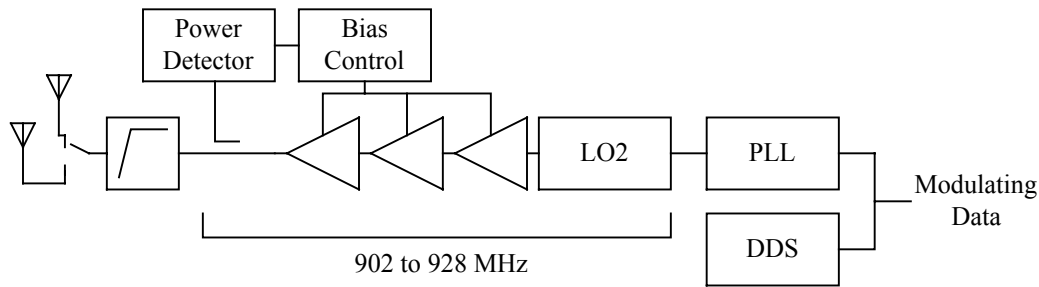 Power
Detector
Bias
Control
LO2
PLL
Modulating
Data
DDS
902 to 928 MHz